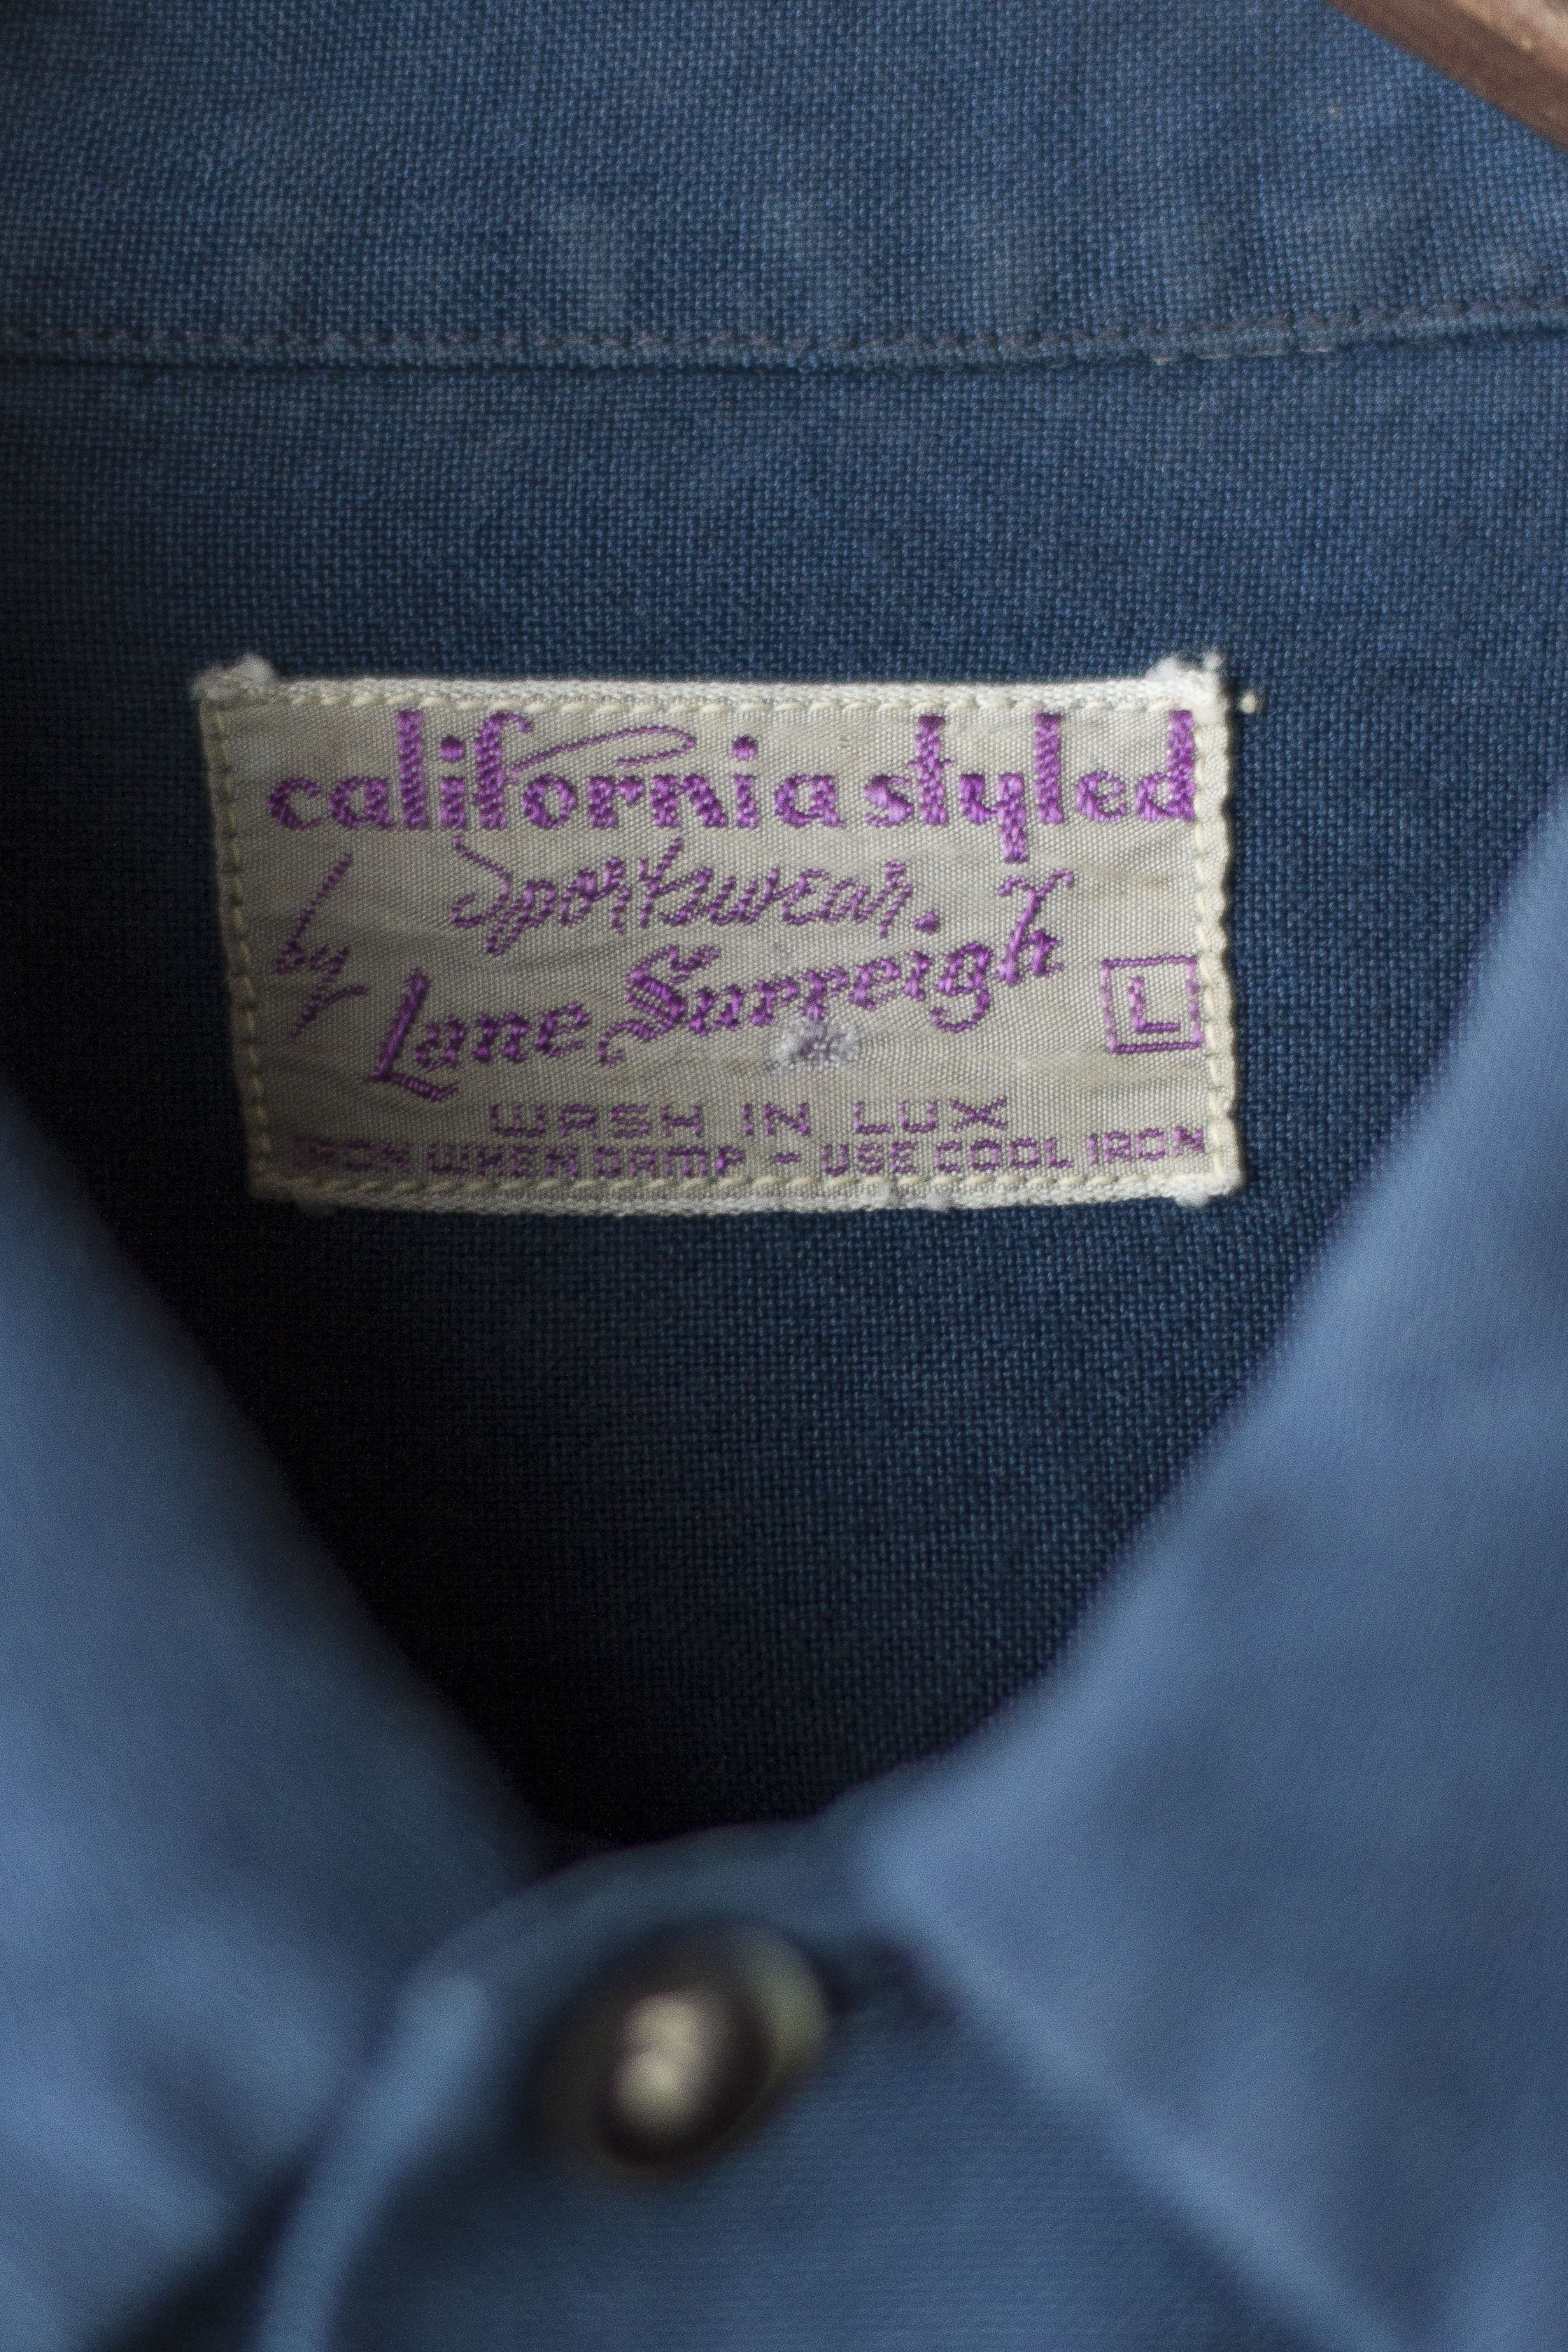 california styled
Sportswear.
by Lane Surreigh
L
WASH IN LUX
IRON WHEN DAMP - USE COOL IRON